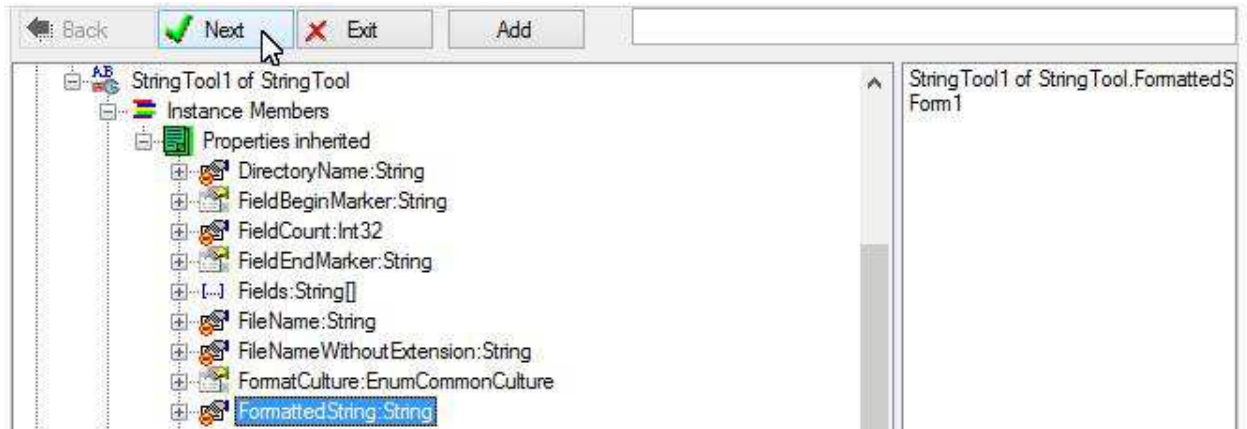 Back Next Exit Add
StringTool1 of StringTool
Instance Members
Properties inherited
DirectoryName:String
FieldBeginMarker:String
FieldCount:Int32
FieldEndMarker:String
Fields:String[]
FileName:String
FileNameWithoutExtension:String
FormatCulture:EnumCommonCulture
FormattedString:String
StringTool1 of StringTool.FormattedS
Form1